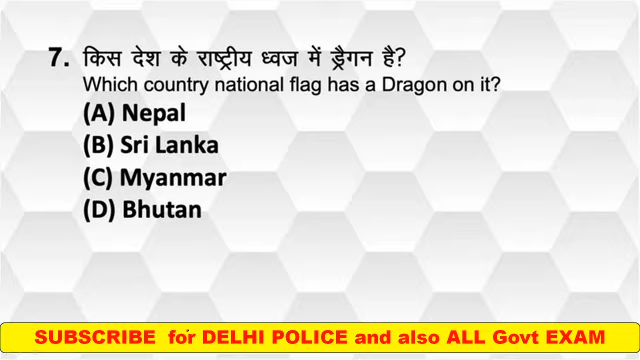 7. किस देश के राष्ट्रीय ध्वज में ड्रैगन है?
Which country national flag has a Dragon on it?
(A) Nepal
(B) Sri Lanka
(C) Myanmar
(D) Bhutan
SUBSCRIBE for DELHI POLICE and also ALL Govt EXAM